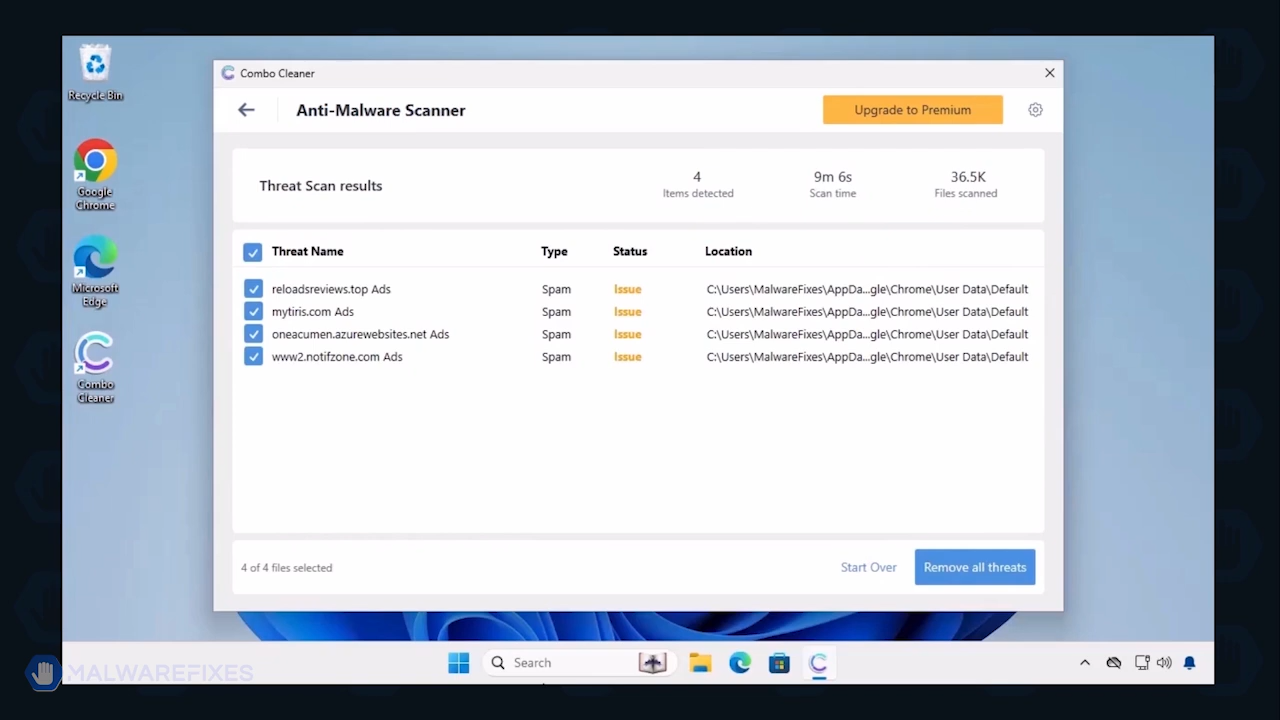 Recycle Bin
Google
Chrome
Microsoft
Edge
Combo
Cleaner
Combo Cleaner
Anti-Malware Scanner
Upgrade to Premium
Threat Scan results
4
Items detected
9m 6s
Scan time
36.5K
Files scanned
Threat Name Type Status Location
reloadsreviews.top Ads Spam Issue C:\Users\MalwareFixes\AppDa...gle\Chrome\User Data\Default
mytiris.com Ads Spam Issue C:\Users\MalwareFixes\AppDa...gle\Chrome\User Data\Default
oneacumen.azurewebsites.net Ads Spam Issue C:\Users\MalwareFixes\AppDa...gle\Chrome\User Data\Default
www2.notifzone.com Ads Spam Issue C:\Users\MalwareFixes\AppDa...gle\Chrome\User Data\Default
4 of 4 files selected
Start Over
Remove all threats
Search
MALWAREFIXES